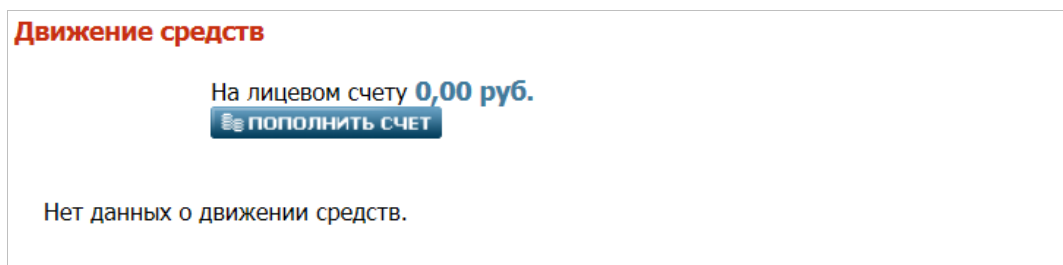 Движение средств
На лицевом счету 0,00 руб.
ПОПОЛНИТЬ СЧЕТ
Нет данных о движении средств.